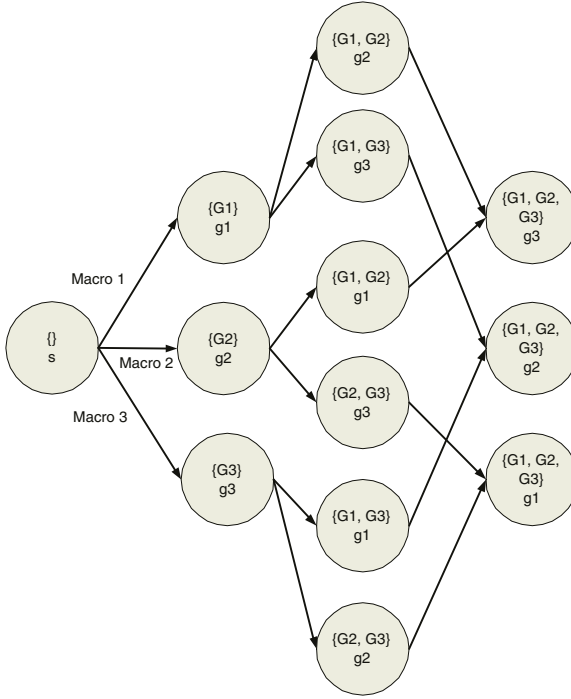 {G1, G2}
g2
{G1, G3}
g3
{G1}
g1
{G1, G2,
G3}
g3
Macro 1
{G1, G2}
g1
{}
s
Macro 2
{G2}
g2
{G1, G2,
G3}
g2
{G2, G3}
g3
Macro 3
{G3}
g3
{G1, G2,
G3}
g1
{G1, G3}
g1
{G2, G3}
g2